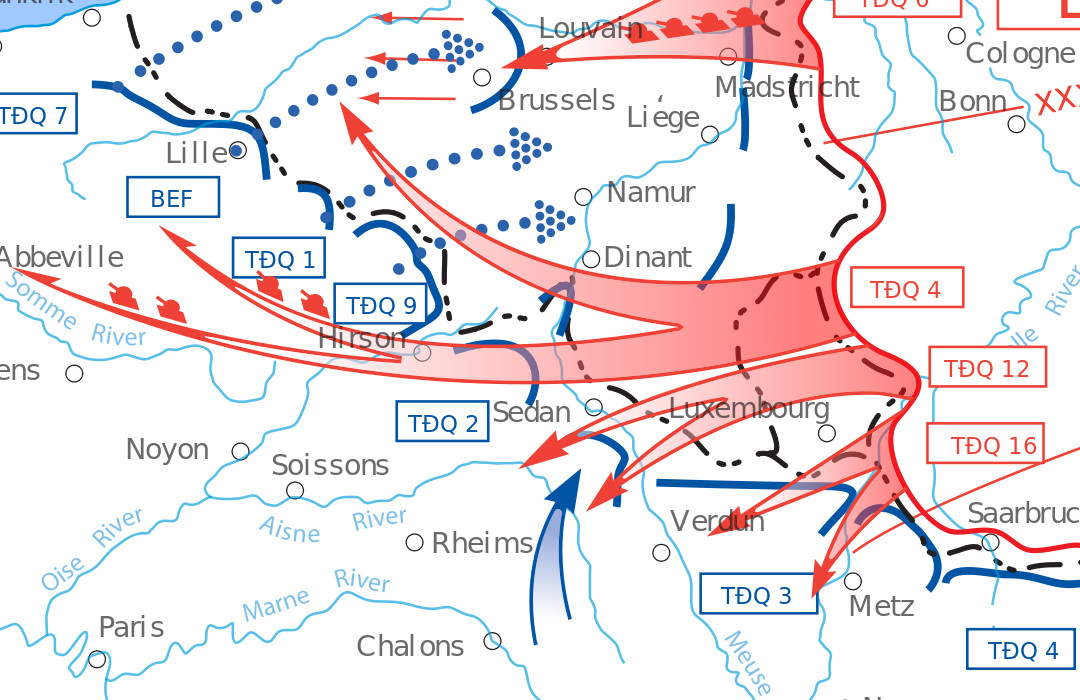 Louvain
TĐQ 6
Cologne
Madstricht
Brussels
Bonn
XXX
TĐQ 7
Liege
Lille
BEF
Namur
Abbeville
TĐQ 1
Dinant
TĐQ 4
Somme River
TĐQ 9
River
Hirson
ens
TĐQ 12
TĐQ 2
Sedan
Luxembourg
Noyon
TĐQ 16
Soissons
Saarbruc
Oise River
Aisne River
Verdun
Rheims
River
Marne
TĐQ 3
Metz
Paris
Chalons
TĐQ 4
Meuse